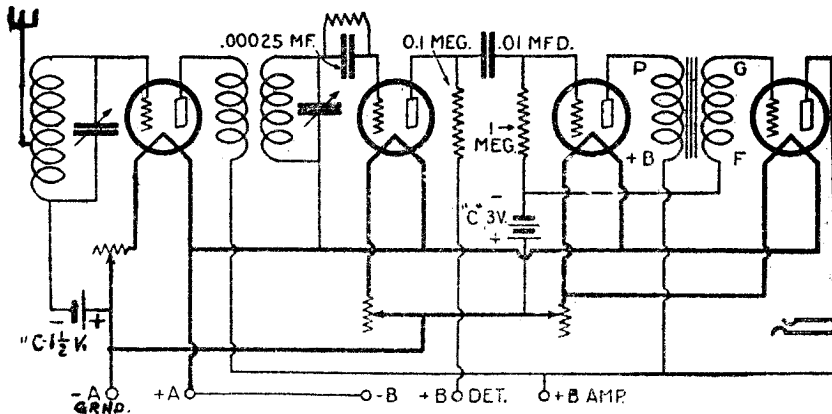 .00025 MF.
0.1 MEG.
.01 MFD.
P
G
1
MEG.
+B
F
-
"C" 3V.
+
- +
"C-1½ V.
-A
GRND.
+A
-B
+B DET.
+B AMP.